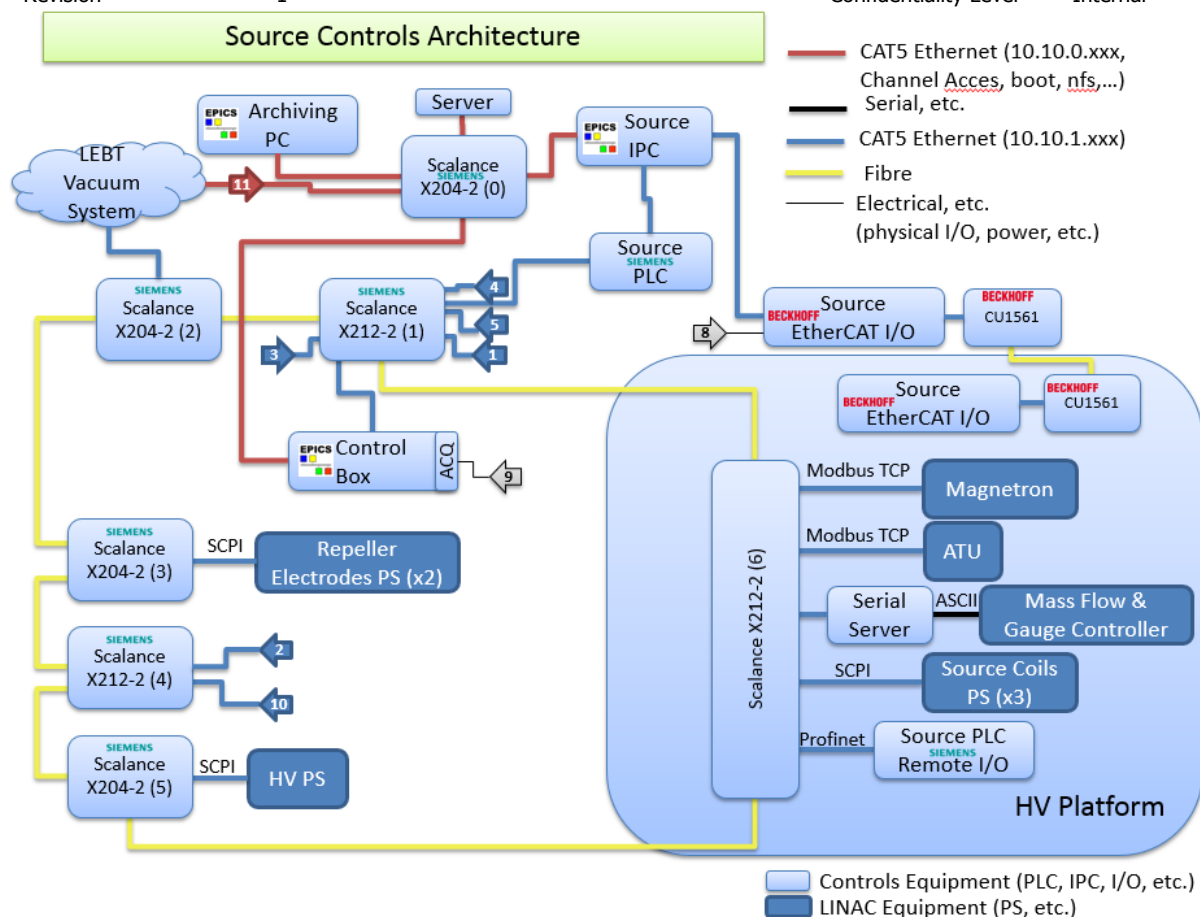 Revision 1 Confidentiality Level Internal
Source Controls Architecture
CAT5 Ethernet (10.10.0.xxx,
Channel Acces, boot, nfs,...)
Serial, etc.
CAT5 Ethernet (10.10.1.xxx)
Fibre
Electrical, etc.
(physical I/O, power, etc.)
EPICS Archiving
PC
Server
Scalance
SIEMENS
X204-2 (0)
EPICS Source
IPC
LEBT
Vacuum
System
11
Source
SIEMENS
PLC
SIEMENS
Scalance
X204-2 (2)
SIEMENS
Scalance
X212-2 (1)
4
5
1
3
8
BECKHOFF Source
EtherCAT I/O
BECKHOFF
CU1561
BECKHOFF Source
EtherCAT I/O
BECKHOFF
CU1561
EPICS Control
Box
ACQ
9
Scalance X212-2 (6)
Modbus TCP
Magnetron
Modbus TCP
ATU
Serial
Server
ASCII
Mass Flow &
Gauge Controller
SCPI
Source Coils
PS (x3)
Profinet
Source PLC
SIEMENS
Remote I/O
HV Platform
SIEMENS
Scalance
X204-2 (3)
SCPI
Repeller
Electrodes PS (x2)
SIEMENS
Scalance
X212-2 (4)
2
10
SIEMENS
Scalance
X204-2 (5)
SCPI
HV PS
Controls Equipment (PLC, IPC, I/O, etc.)
LINAC Equipment (PS, etc.)